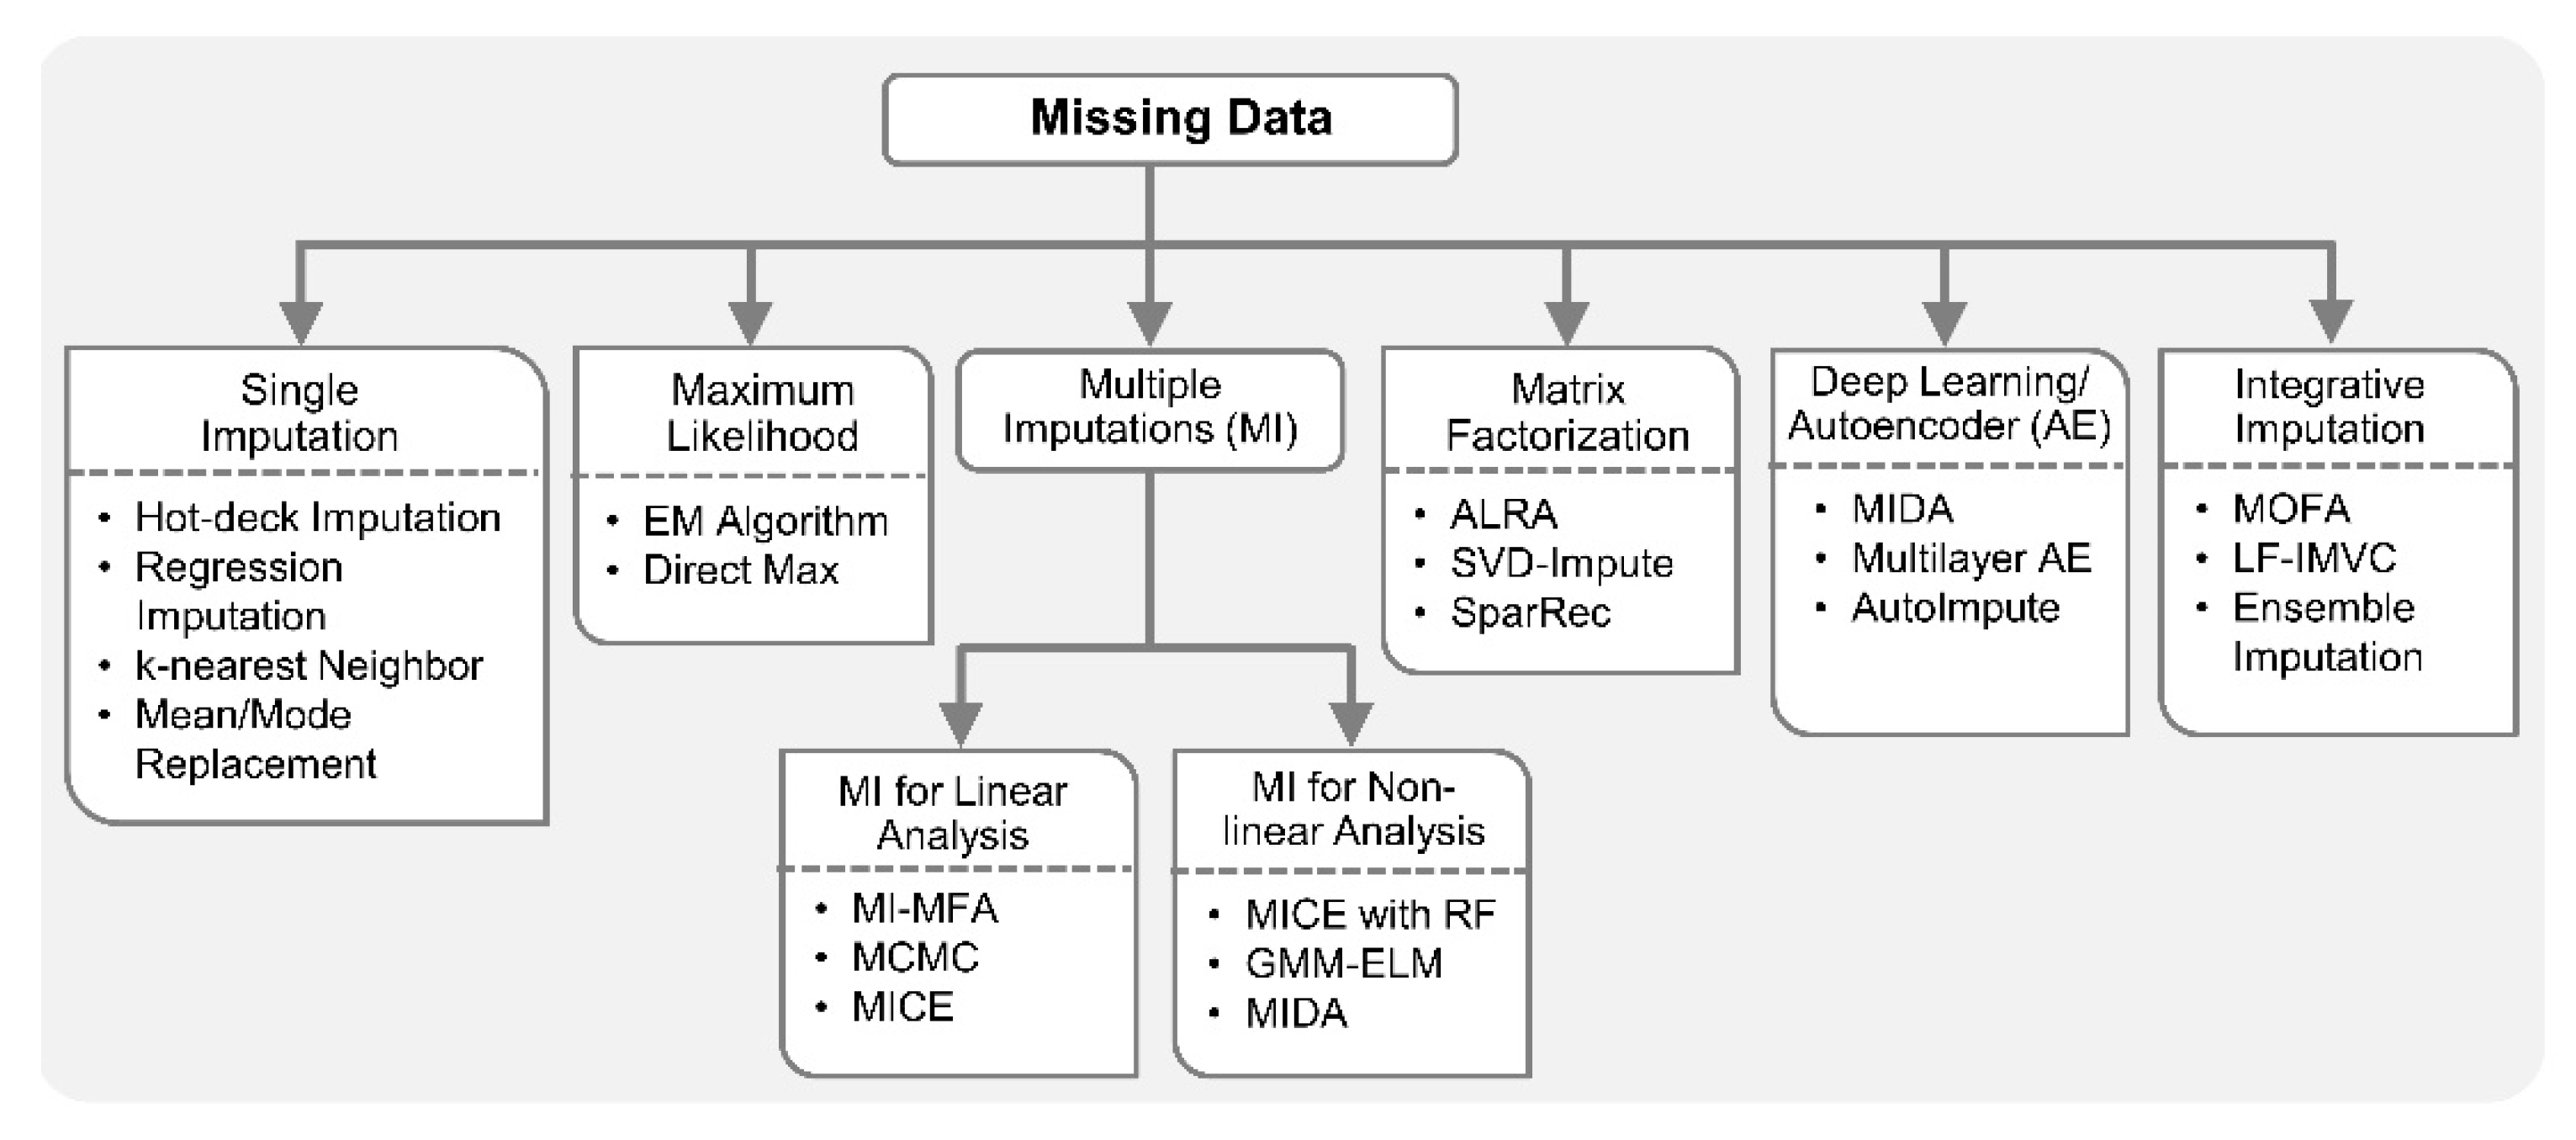 Missing Data
Single
Imputation
• Hot-deck Imputation
• Regression
Imputation
• k-nearest Neighbor
• Mean/Mode
Replacement
Maximum
Likelihood
• EM Algorithm
• Direct Max
Multiple
Imputations (MI)
MI for Linear
Analysis
• MI-MFA
• MCMC
• MICE
MI for Non-
linear Analysis
• MICE with RF
• GMM-ELM
• MIDA
Matrix
Factorization
• ALRA
• SVD-Impute
• SparRec
Deep Learning/
Autoencoder (AE)
• MIDA
• Multilayer AE
• AutoImpute
Integrative
Imputation
• MOFA
• LF-IMVC
• Ensemble
Imputation